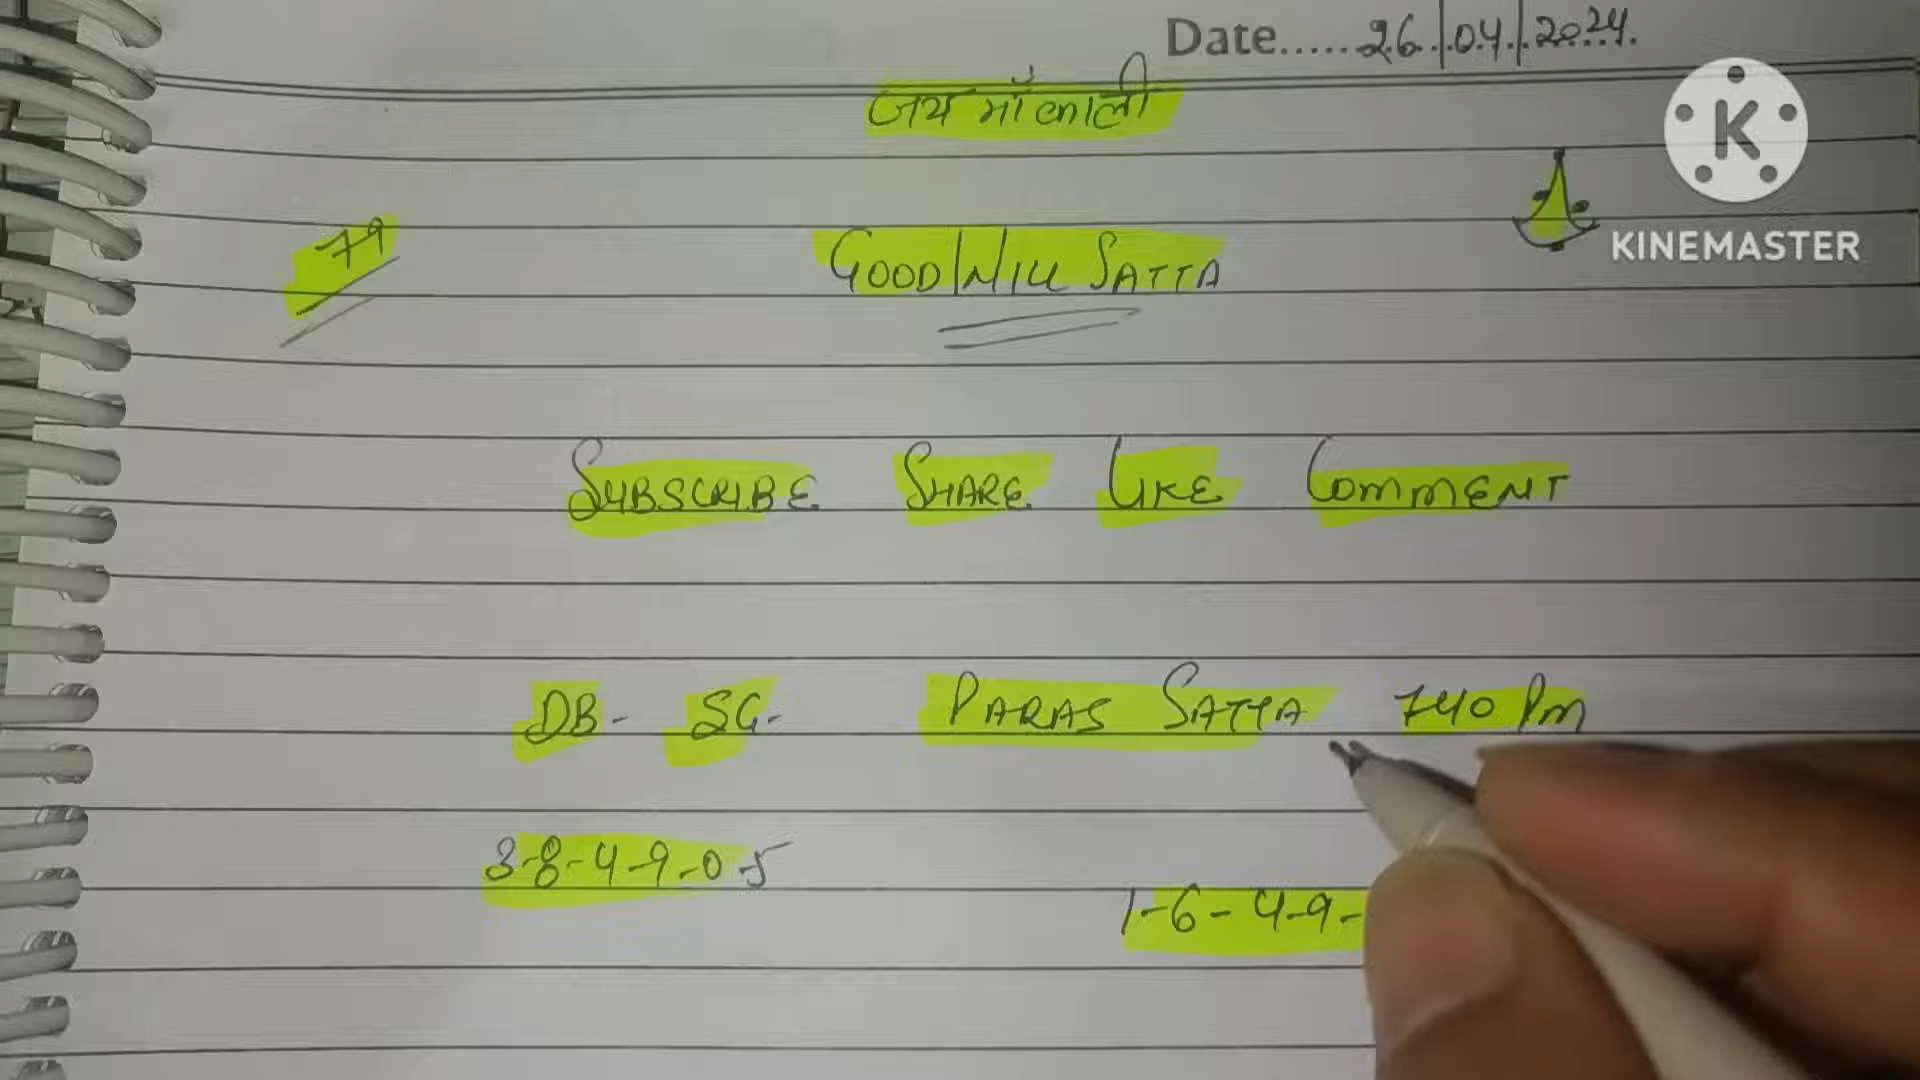 Date......26/04/2024.
जय माँ काली
K
KINEMASTER
79
GOODWILL SATTA
SUBSCRIBE SHARE LIKE COMMENT
DB- SG- PARAS SATTA 740 Pm
3-8-4-9-0-5
1-6-4-9-